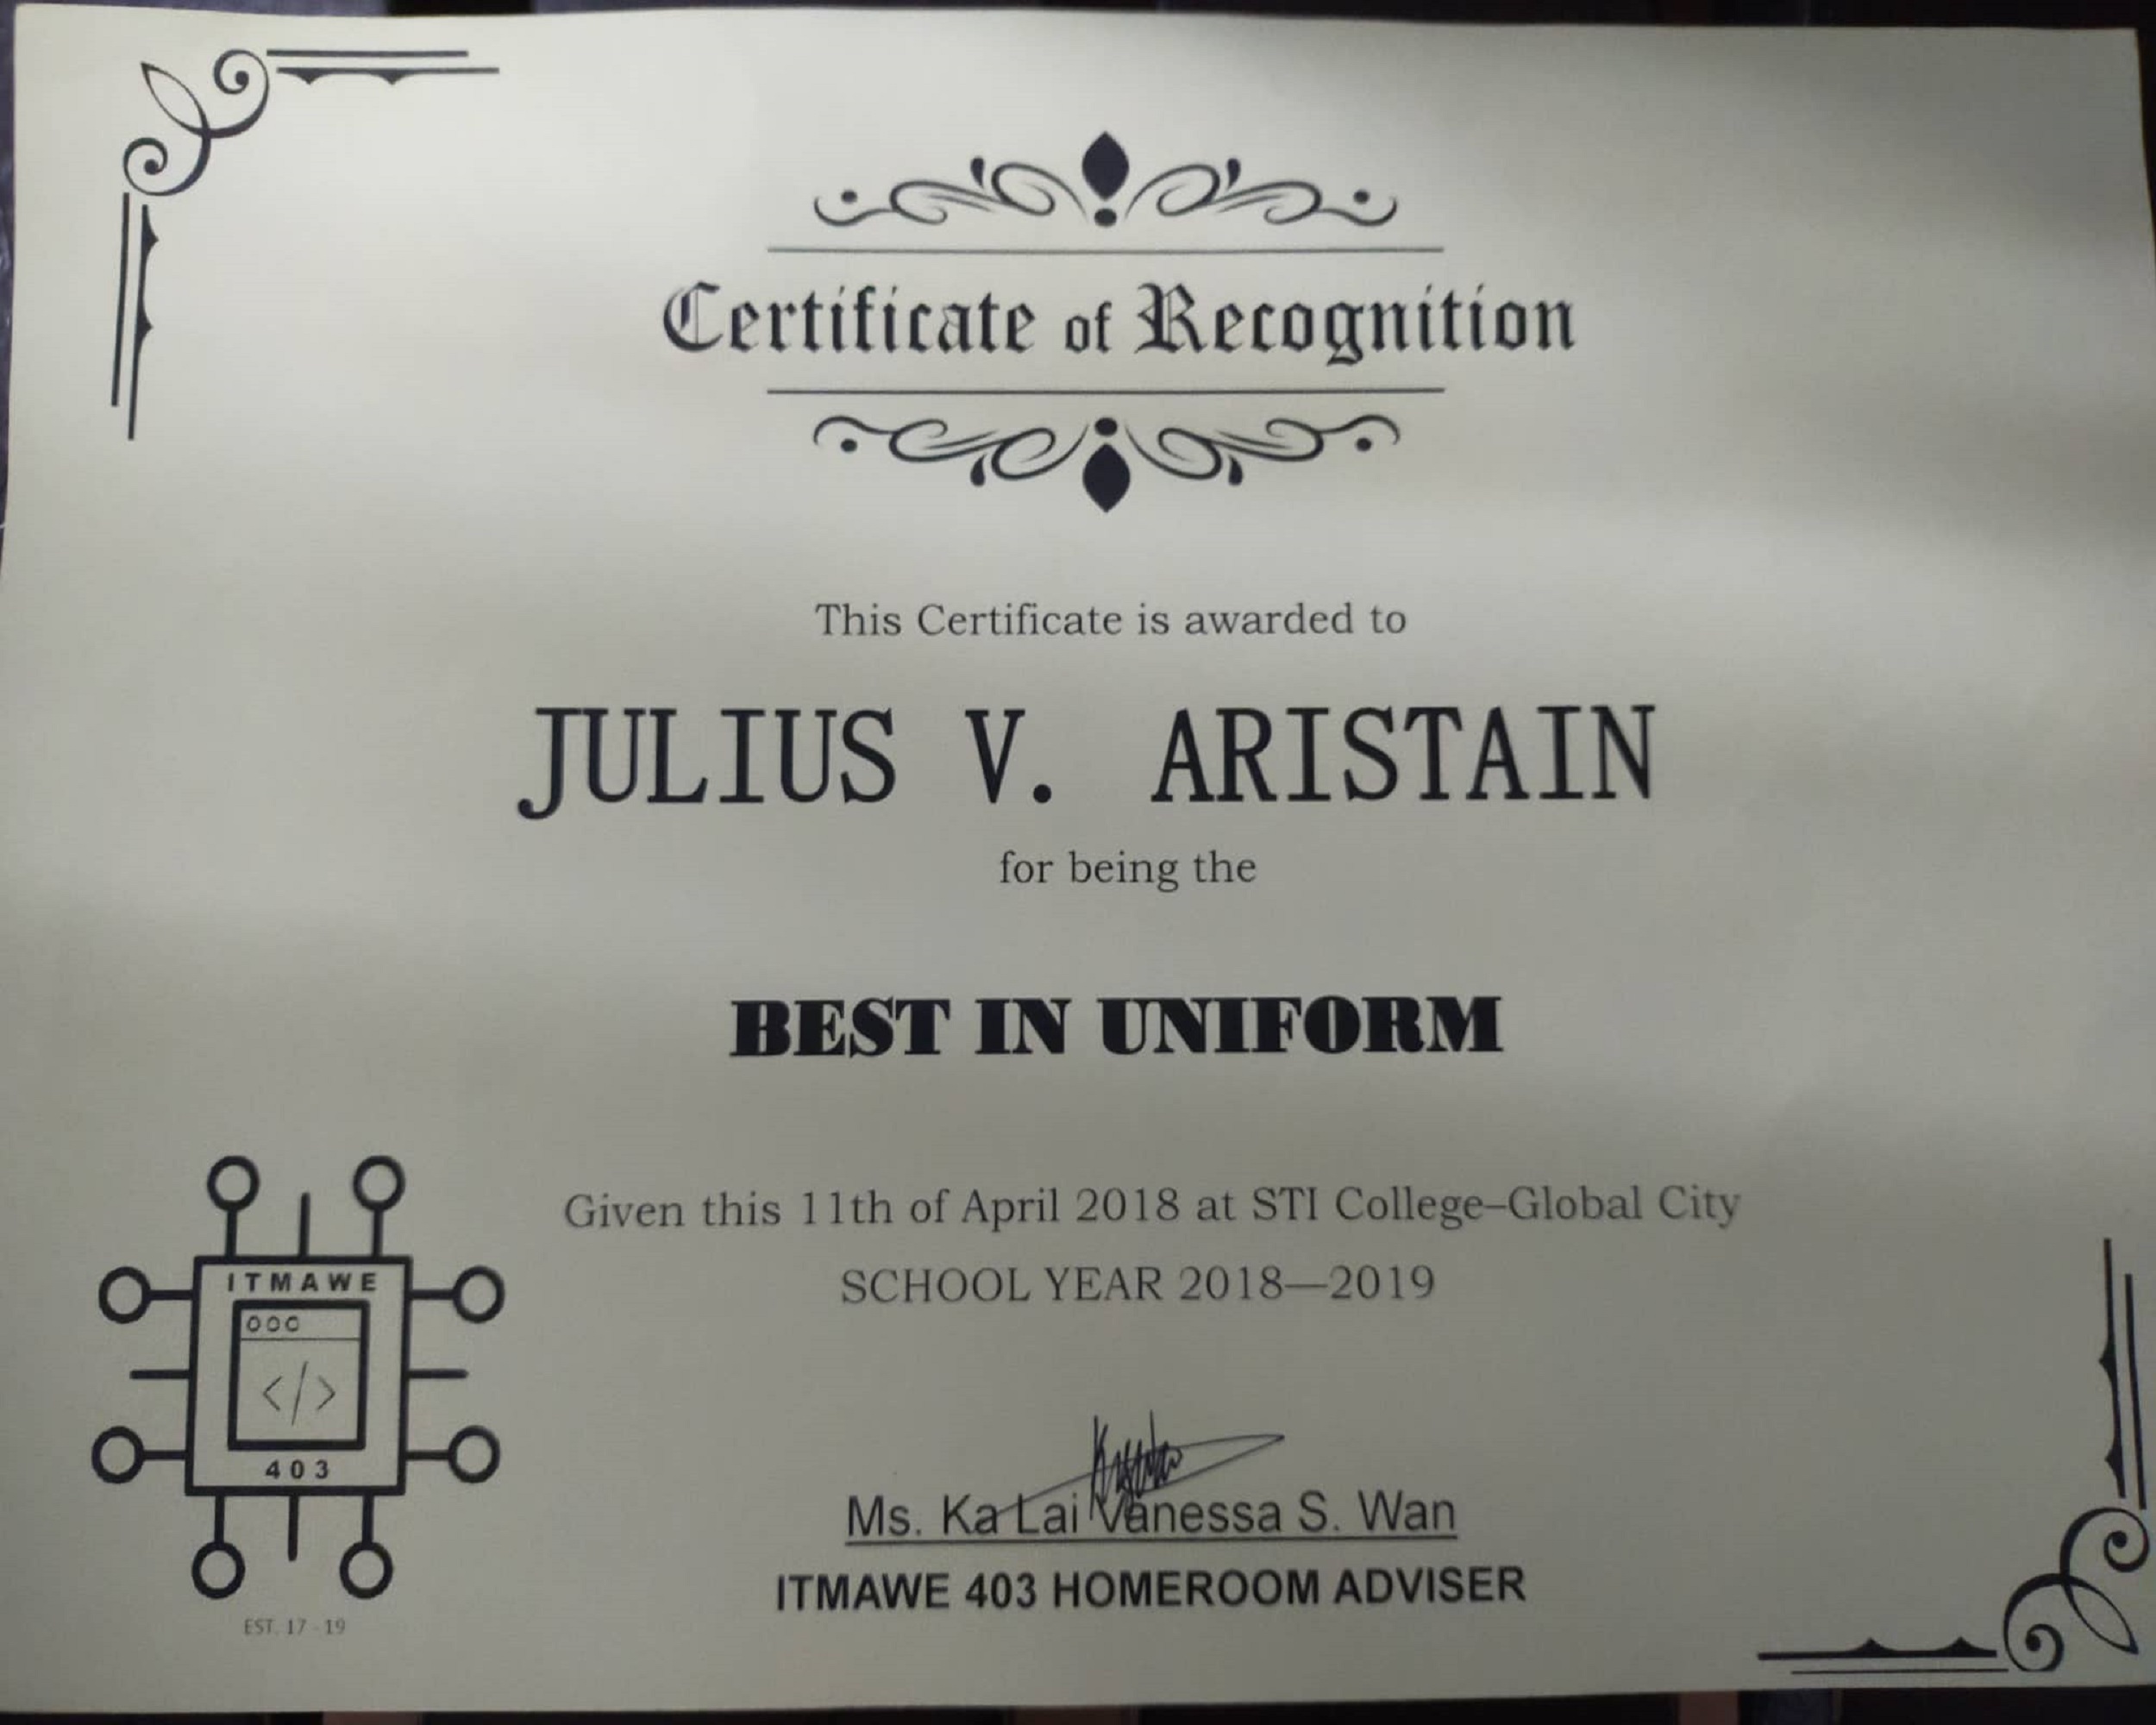 Certificate of Recognition
This Certificate is awarded to
JULIUS V. ARISTAIN
for being the
BEST IN UNIFORM
Given this 11th of April 2018 at STI College–Global City
SCHOOL YEAR 2018—2019
Ms. Ka Lai Vanessa S. Wan
ITMAWE 403 HOMEROOM ADVISER
ITMAWE
</>
403
EST. 17 - 19